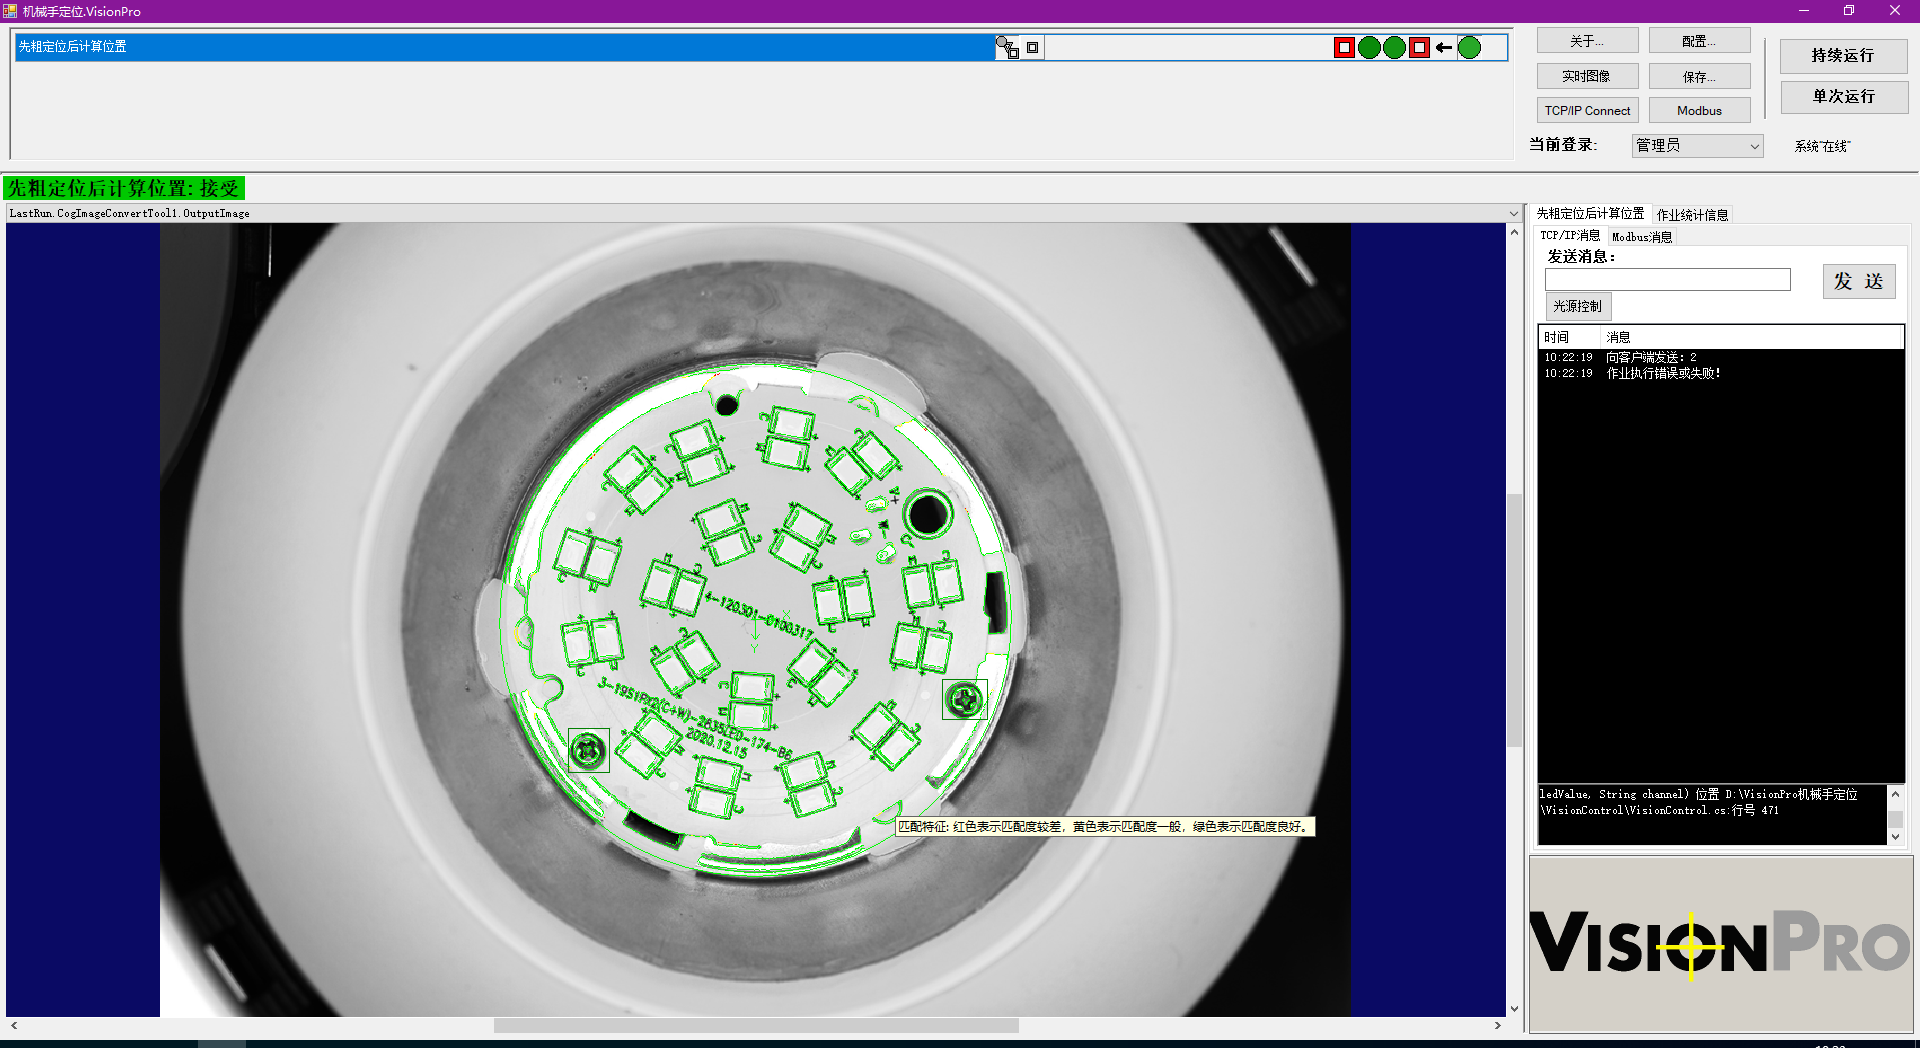 机械手定位.VisionPro
先粗定位后计算位置
关于...
配置...
持续运行
实时图像
保存...
单次运行
TCP/IP Connect
Modbus
当前登录:
管理员
系统"在线"
先粗定位后计算位置: 接受
LastRun.CogImageConvertTool1.OutputImage
先粗定位后计算位置
作业统计信息
TCP/IP消息
Modbus消息
发送消息：
发 送
光源控制
时间
消息
10:22:19 向客户端发送: 2
10:22:19 作业执行错误或失败!
4-120301-0100317
X
Y
2020.12.15
匹配特征: 红色表示匹配度较差, 黄色表示匹配度一般, 绿色表示匹配度良好。
ledValue, String channel) 位置 D:\VisionPro机械手定位
\VisionControl\VisionControl.cs:行号 471
VISIONPRO